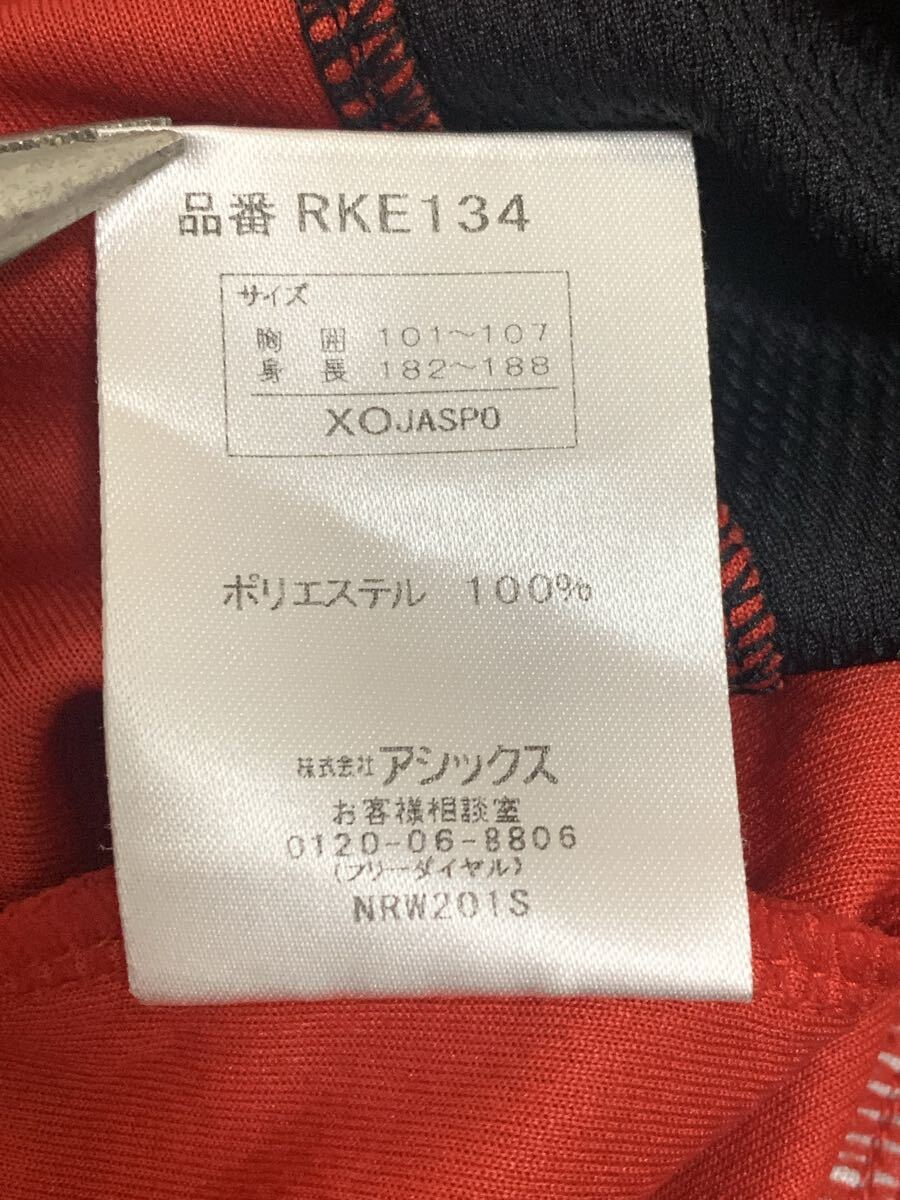 品番 RKE134
サイズ
胸 囲 101～107
身 長 182～188
XOJASPO
ポリエステル 100%
株式会社アシックス
お客様相談室
0120-06-8806
(フリーダイヤル)
NRW201S